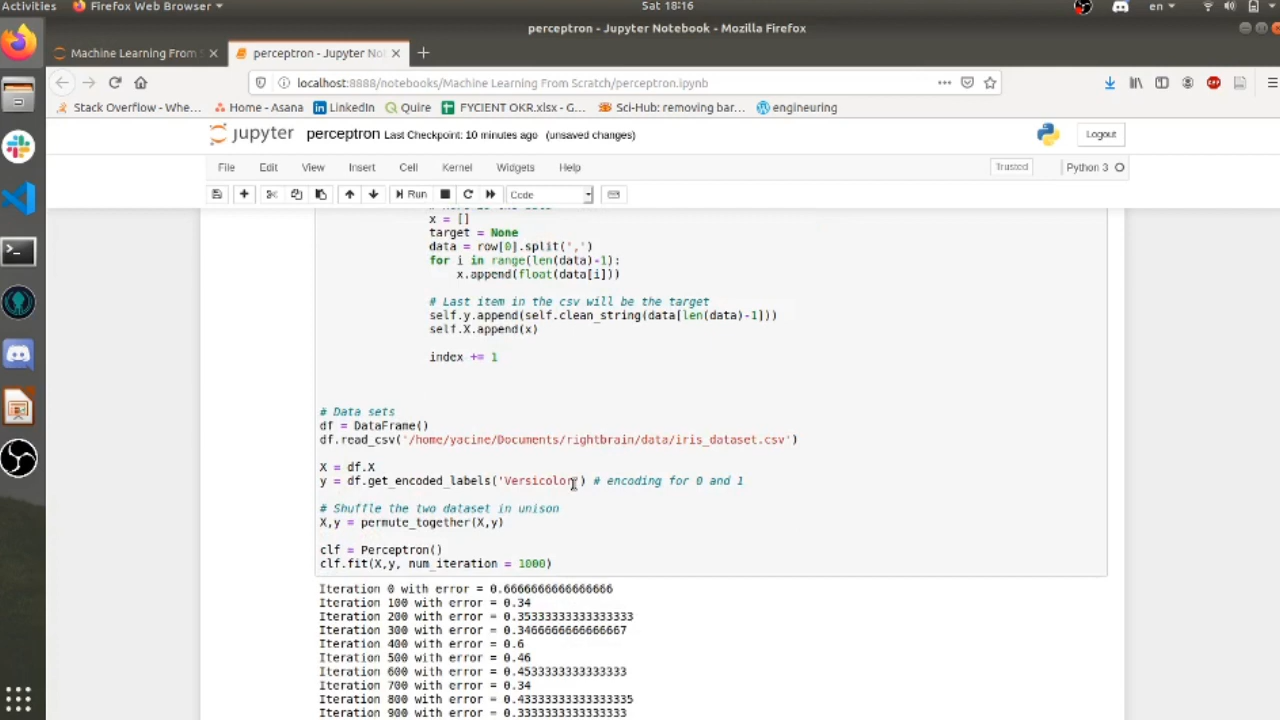 Activities Firefox Web Browser Sat 18:16 en
perceptron - Jupyter Notebook - Mozilla Firefox
Machine Learning From perceptron - Jupyter No
localhost:8888/notebooks/Machine Learning From Scratch/perceptron.ipynb
Stack Overflow - Whe... Home - Asana LinkedIn Quire FYCIENT OKR.xlsx - G... Sci-Hub: removing bar... engineering
jupyter perceptron Last Checkpoint: 10 minutes ago (unsaved changes) Logout
File Edit View Insert Cell Kernel Widgets Help Trusted Python 3
Run Code
x = []
target = None
data = row[0].split(',')
for i in range(len(data)-1):
x.append(float(data[i]))
# Last item in the csv will be the target
self.y.append(self.clean_string(data[len(data)-1]))
self.X.append(x)
index += 1
# Data sets
df = DataFrame()
df.read_csv('/home/yacine/Documents/rightbrain/data/iris_dataset.csv')
X = df.X
y = df.get_encoded_labels('Versicolor') # encoding for 0 and 1
# Shuffle the two dataset in unison
X,y = permute_together(X,y)
clf = Perceptron()
clf.fit(X,y, num_iteration = 1000)
Iteration 0 with error = 0.6666666666666666
Iteration 100 with error = 0.34
Iteration 200 with error = 0.35333333333333333
Iteration 300 with error = 0.3466666666666667
Iteration 400 with error = 0.6
Iteration 500 with error = 0.46
Iteration 600 with error = 0.4533333333333333
Iteration 700 with error = 0.34
Iteration 800 with error = 0.43333333333333335
Iteration 900 with error = 0.3333333333333333